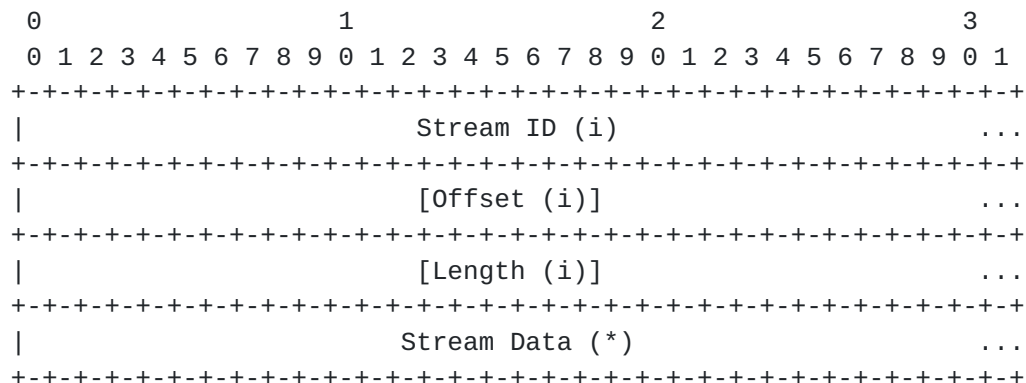 0                   1                   2                   3
 0 1 2 3 4 5 6 7 8 9 0 1 2 3 4 5 6 7 8 9 0 1 2 3 4 5 6 7 8 9 0 1
+-+-+-+-+-+-+-+-+-+-+-+-+-+-+-+-+-+-+-+-+-+-+-+-+-+-+-+-+-+-+-+-+
|                         Stream ID (i)                       ...
+-+-+-+-+-+-+-+-+-+-+-+-+-+-+-+-+-+-+-+-+-+-+-+-+-+-+-+-+-+-+-+-+
|                         [Offset (i)]                        ...
+-+-+-+-+-+-+-+-+-+-+-+-+-+-+-+-+-+-+-+-+-+-+-+-+-+-+-+-+-+-+-+-+
|                         [Length (i)]                        ...
+-+-+-+-+-+-+-+-+-+-+-+-+-+-+-+-+-+-+-+-+-+-+-+-+-+-+-+-+-+-+-+-+
|                        Stream Data (*)                      ...
+-+-+-+-+-+-+-+-+-+-+-+-+-+-+-+-+-+-+-+-+-+-+-+-+-+-+-+-+-+-+-+-+